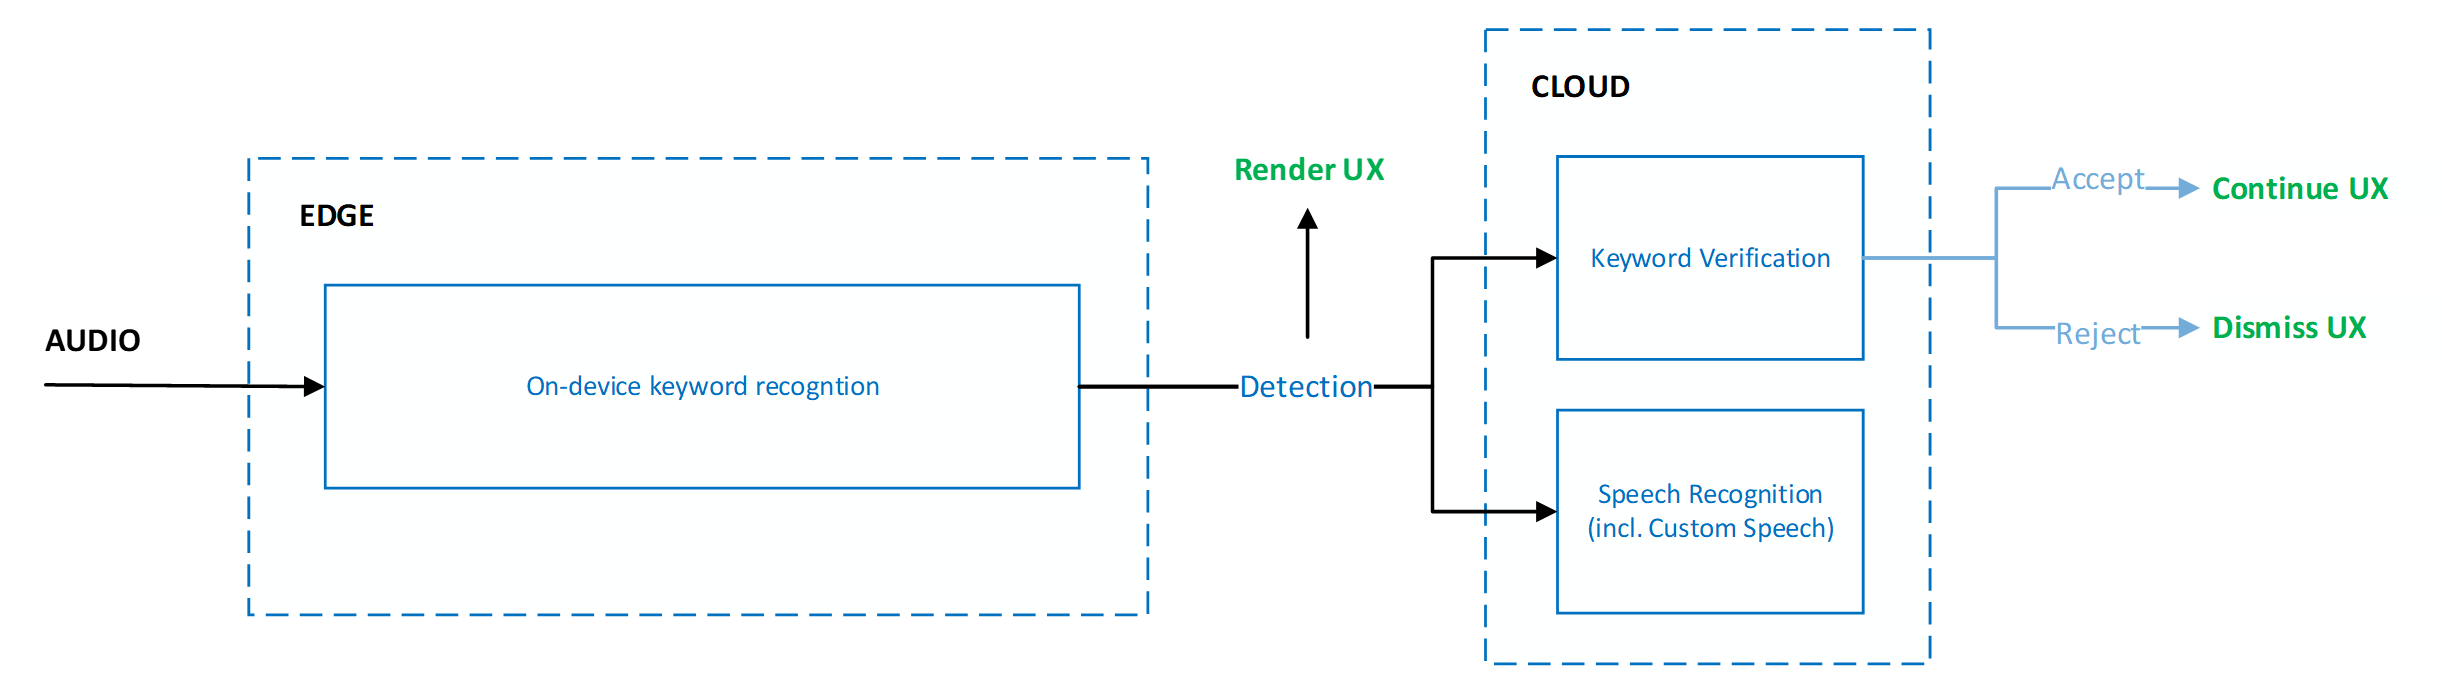 AUDIO
EDGE
On-device keyword recogntion
Render UX
Detection
CLOUD
Keyword Verification
Speech Recognition
(incl. Custom Speech)
Accept
Continue UX
Reject
Dismiss UX